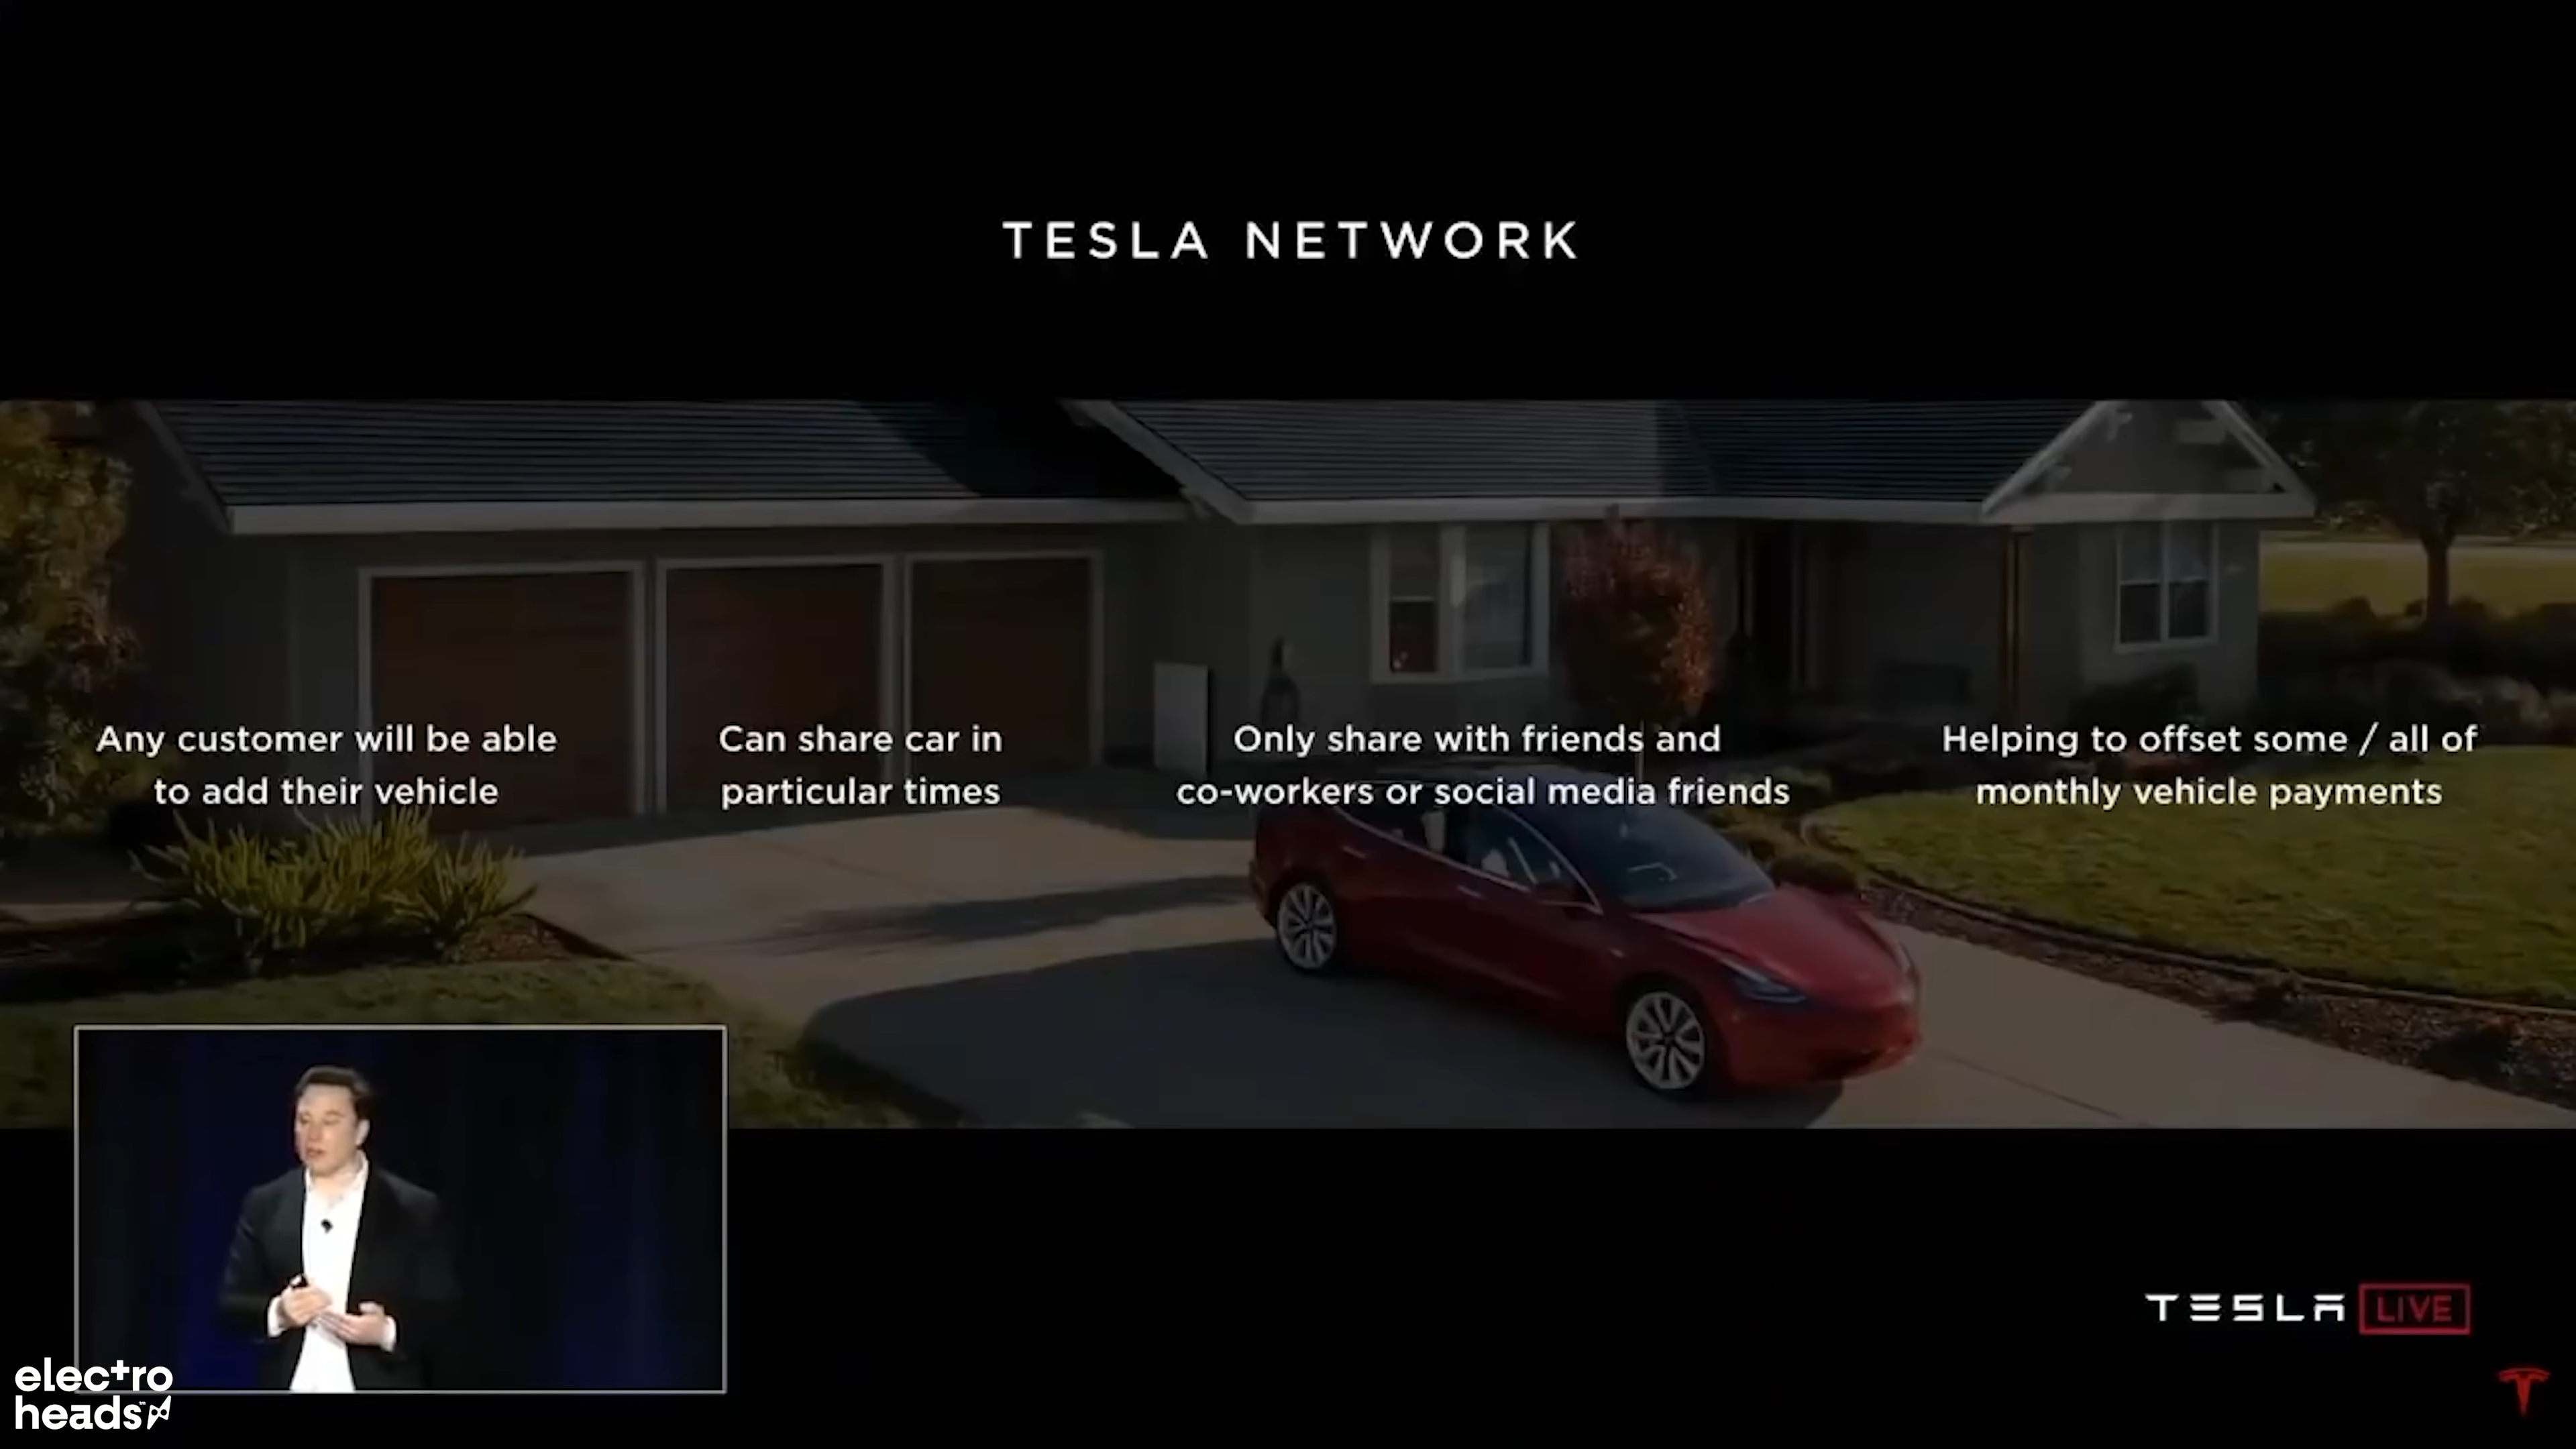 TESLA NETWORK
Any customer will be able
to add their vehicle
Can share car in
particular times
Only share with friends and
co-workers or social media friends
Helping to offset some / all of
monthly vehicle payments
TESLA LIVE
electro
heads